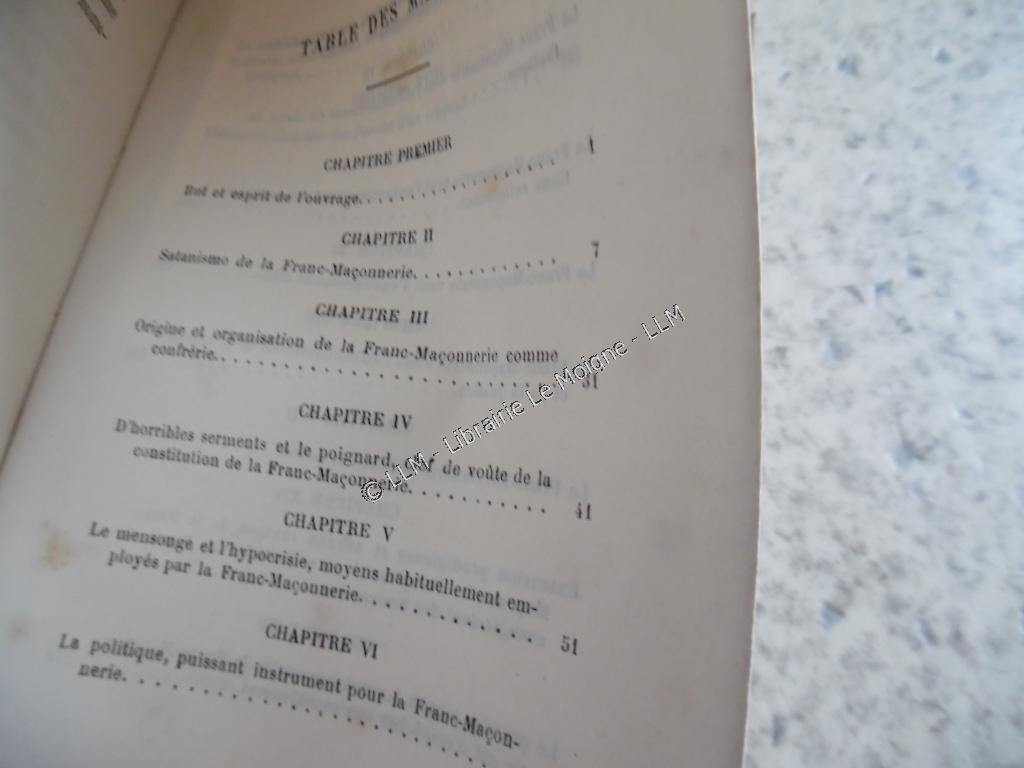 TABLE DES
CHAPITRE PREMIER
But et esprit de l'ouvrage. . . . . . . . . . . . . . . . . . 1
CHAPITRE II
Satanisme de la Franc-Maçonnerie. . . . . . . . . . . . . 7
CHAPITRE III
Origine et organisation de la Franc-Maçonnerie comme
confrérie. . . . . . . . . . . . . . . . . . . . . . . . . . 31
CHAPITRE IV
D'horribles serments et le poignard, clef de voûte de la
constitution de la Franc-Maçonnerie. . . . . . . . . . . 41
CHAPITRE V
Le mensonge et l'hypocrisie, moyens habituellement em-
ployés par la Franc-Maçonnerie. . . . . . . . . . . . . 51
CHAPITRE VI
La politique, puissant instrument pour la Franc-Maçon-
nerie. . . . . . . . . . . . . . . . . . . . . . . .
© LLM - Librairie Le Moigne - LLM